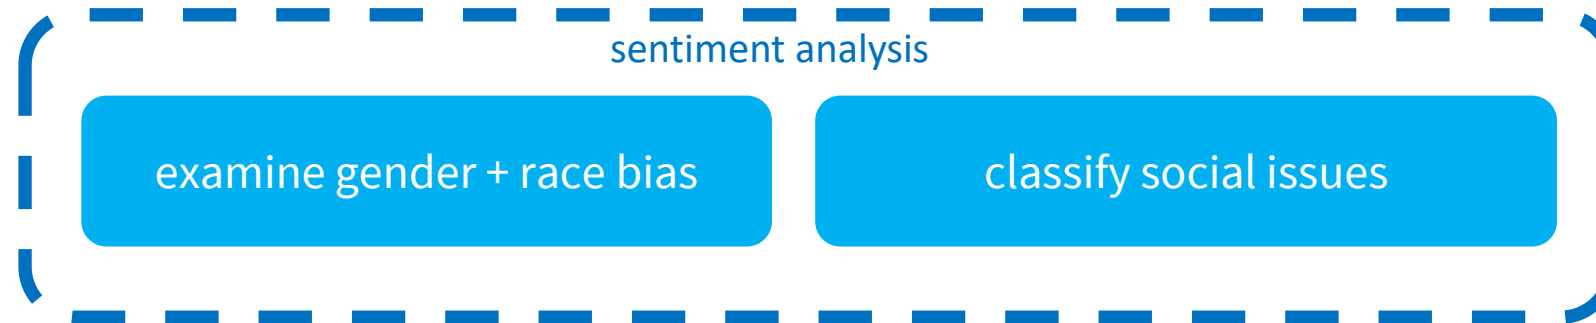 sentiment analysis
examine gender + race bias
classify social issues